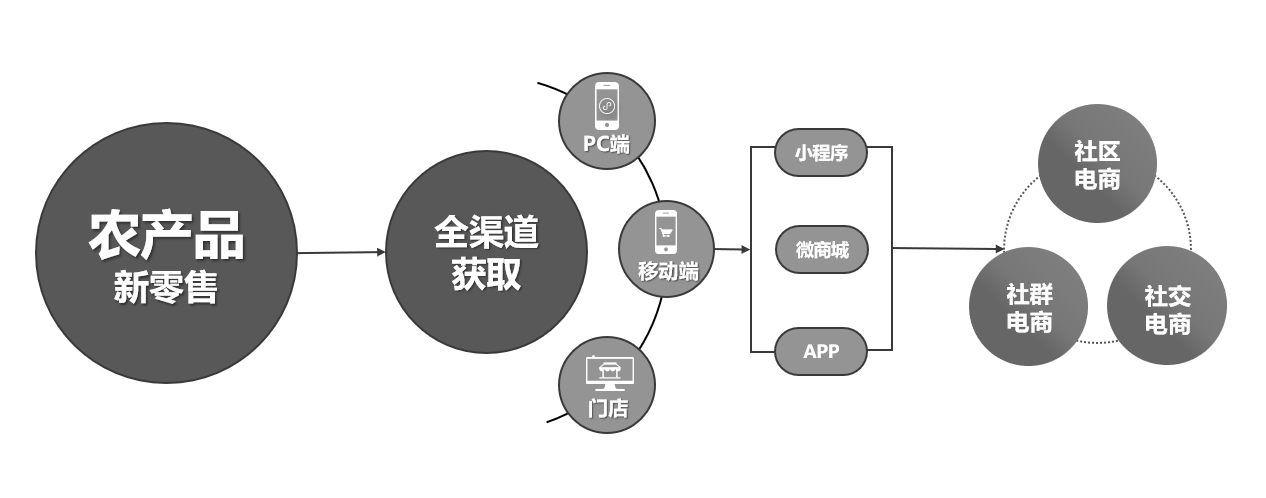 农产品
新零售
全渠道
获取
PC端
移动端
门店
小程序
微商城
APP
社区
电商
社群
电商
社交
电商